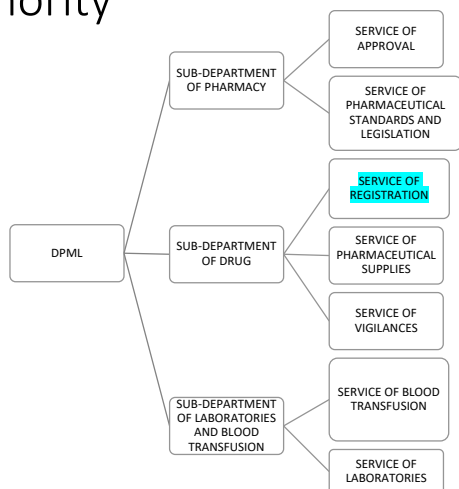 SERVICE OF
APPROVAL
SUB-DEPARTMENT
OF PHARMACY
SERVICE OF
PHARMACEUTICAL
STANDARDS AND
LEGISLATION
SERVICE OF
REGISTRATION
DPML
SUB-DEPARTMENT
OF DRUG
SERVICE OF
PHARMACEUTICAL
SUPPLIES
SERVICE OF
VIGILANCES
SUB-DEPARTMENT
OF LABORATORIES
AND BLOOD
TRANSFUSION
SERVICE OF BLOOD
TRANSFUSION
SERVICE OF
LABORATORIES